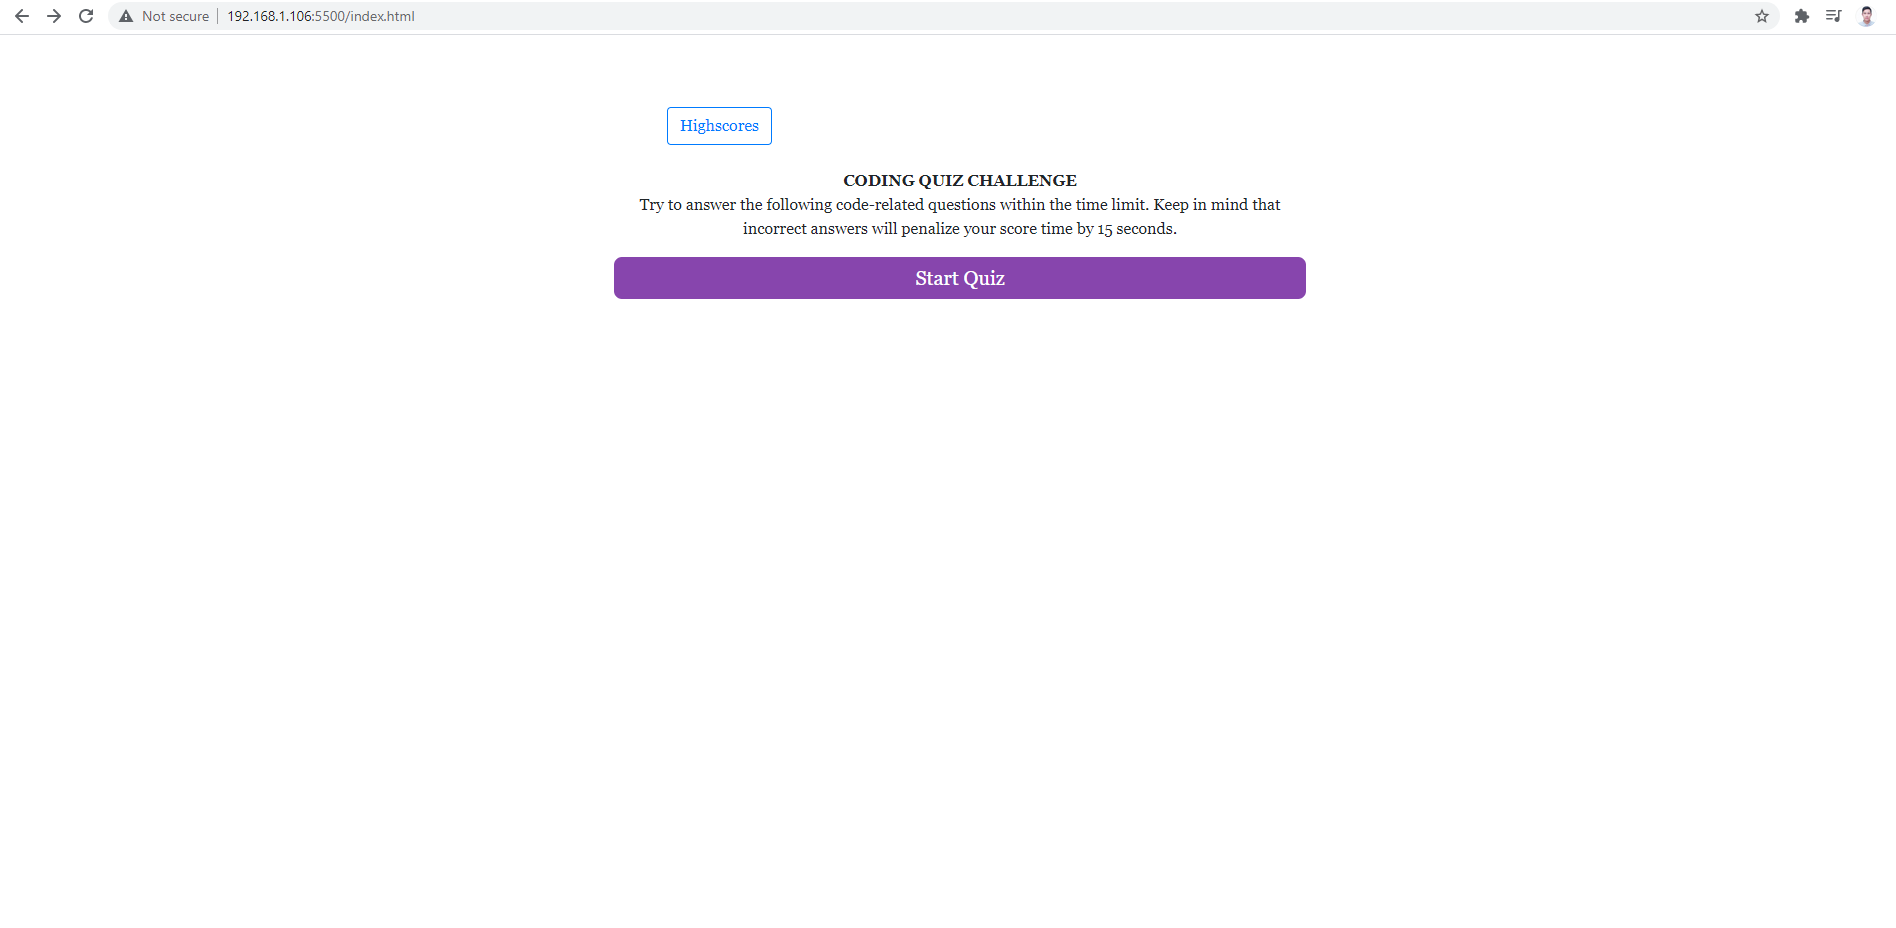 Not secure 192.168.1.106:5500/index.html
Highscores
CODING QUIZ CHALLENGE
Try to answer the following code-related questions within the time limit. Keep in mind that
incorrect answers will penalize your score time by 15 seconds.
Start Quiz